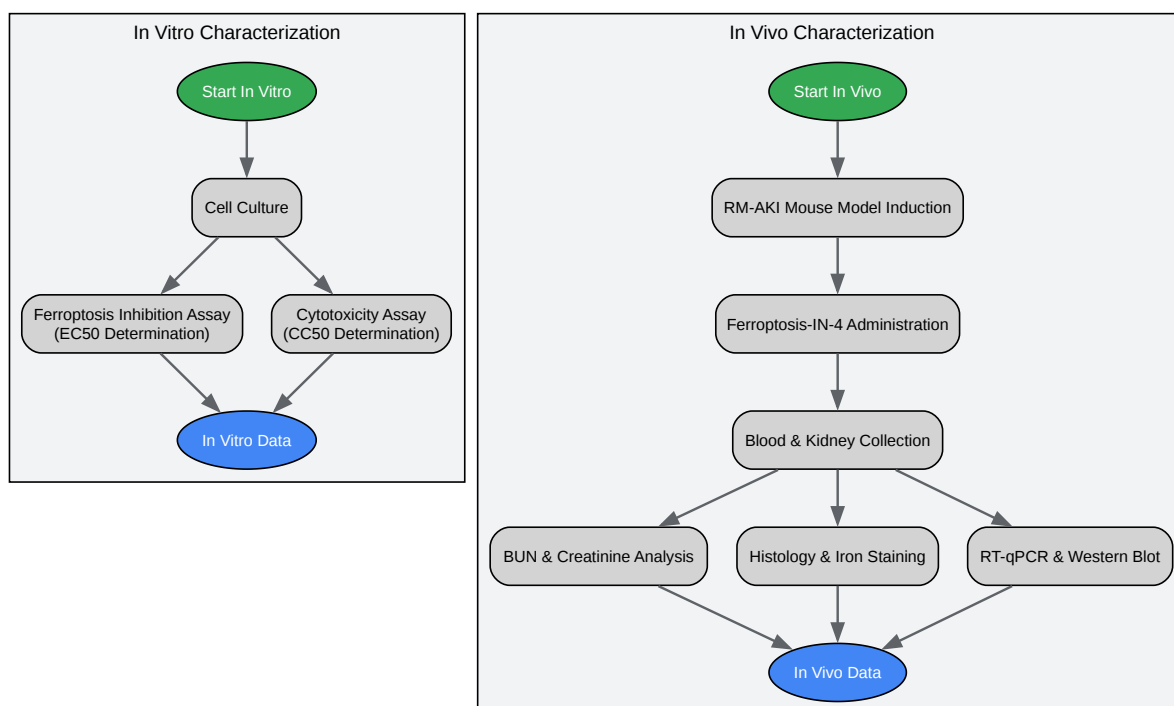 In Vitro Characterization
Start In Vitro
Cell Culture
Ferroptosis Inhibition Assay
(EC50 Determination)
Cytotoxicity Assay
(CC50 Determination)
In Vitro Data
In Vivo Characterization
Start In Vivo
RM-AKI Mouse Model Induction
Ferroptosis-IN-4 Administration
Blood & Kidney Collection
BUN & Creatinine Analysis
Histology & Iron Staining
RT-qPCR & Western Blot
In Vivo Data